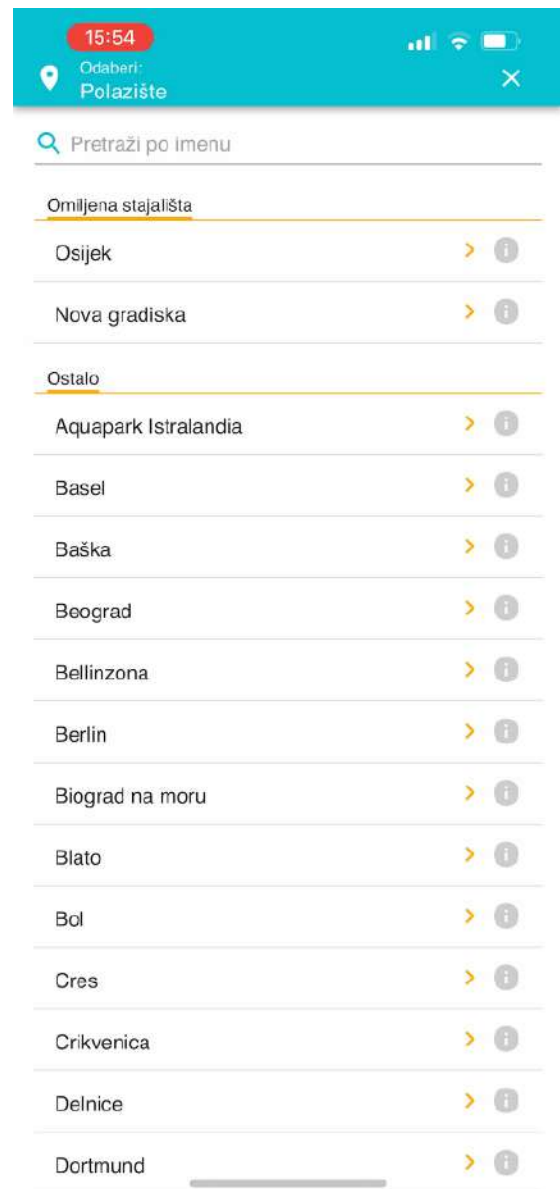 15:54
Odaberi:
Polazište
Pretraži po imenu
Omiljena stajališta
Osijek
Nova gradiska
Ostalo
Aquapark Istralandia
Basel
Baška
Beograd
Bellinzona
Berlin
Biograd na moru
Blato
Bol
Cres
Crikvenica
Delnice
Dortmund